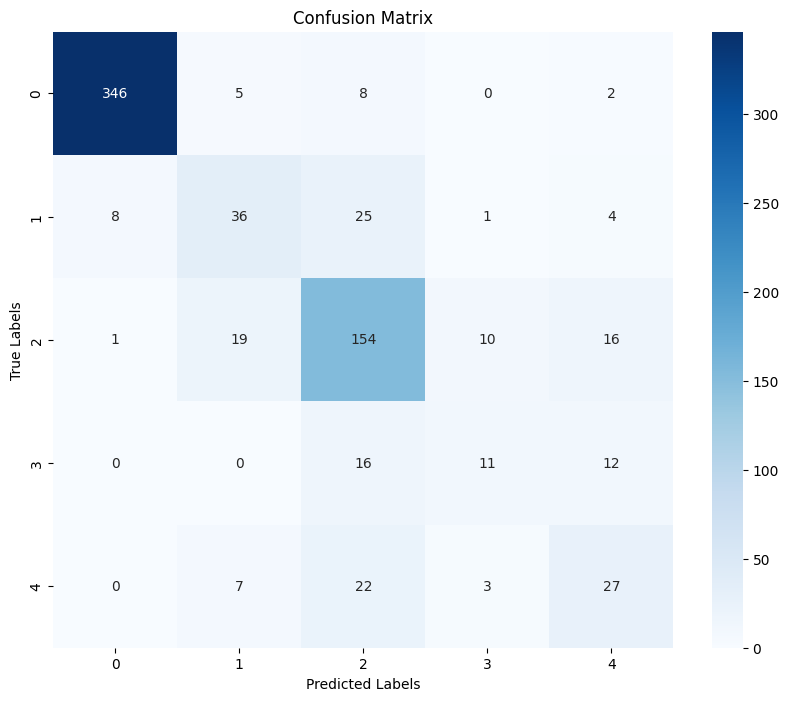 Confusion Matrix
0 346 5 8 0 2
1 8 36 25 1 4
2 1 19 154 10 16
3 0 0 16 11 12
4 0 7 22 3 27
0 1 2 3 4
True Labels
Predicted Labels
300
250
200
150
100
50
0